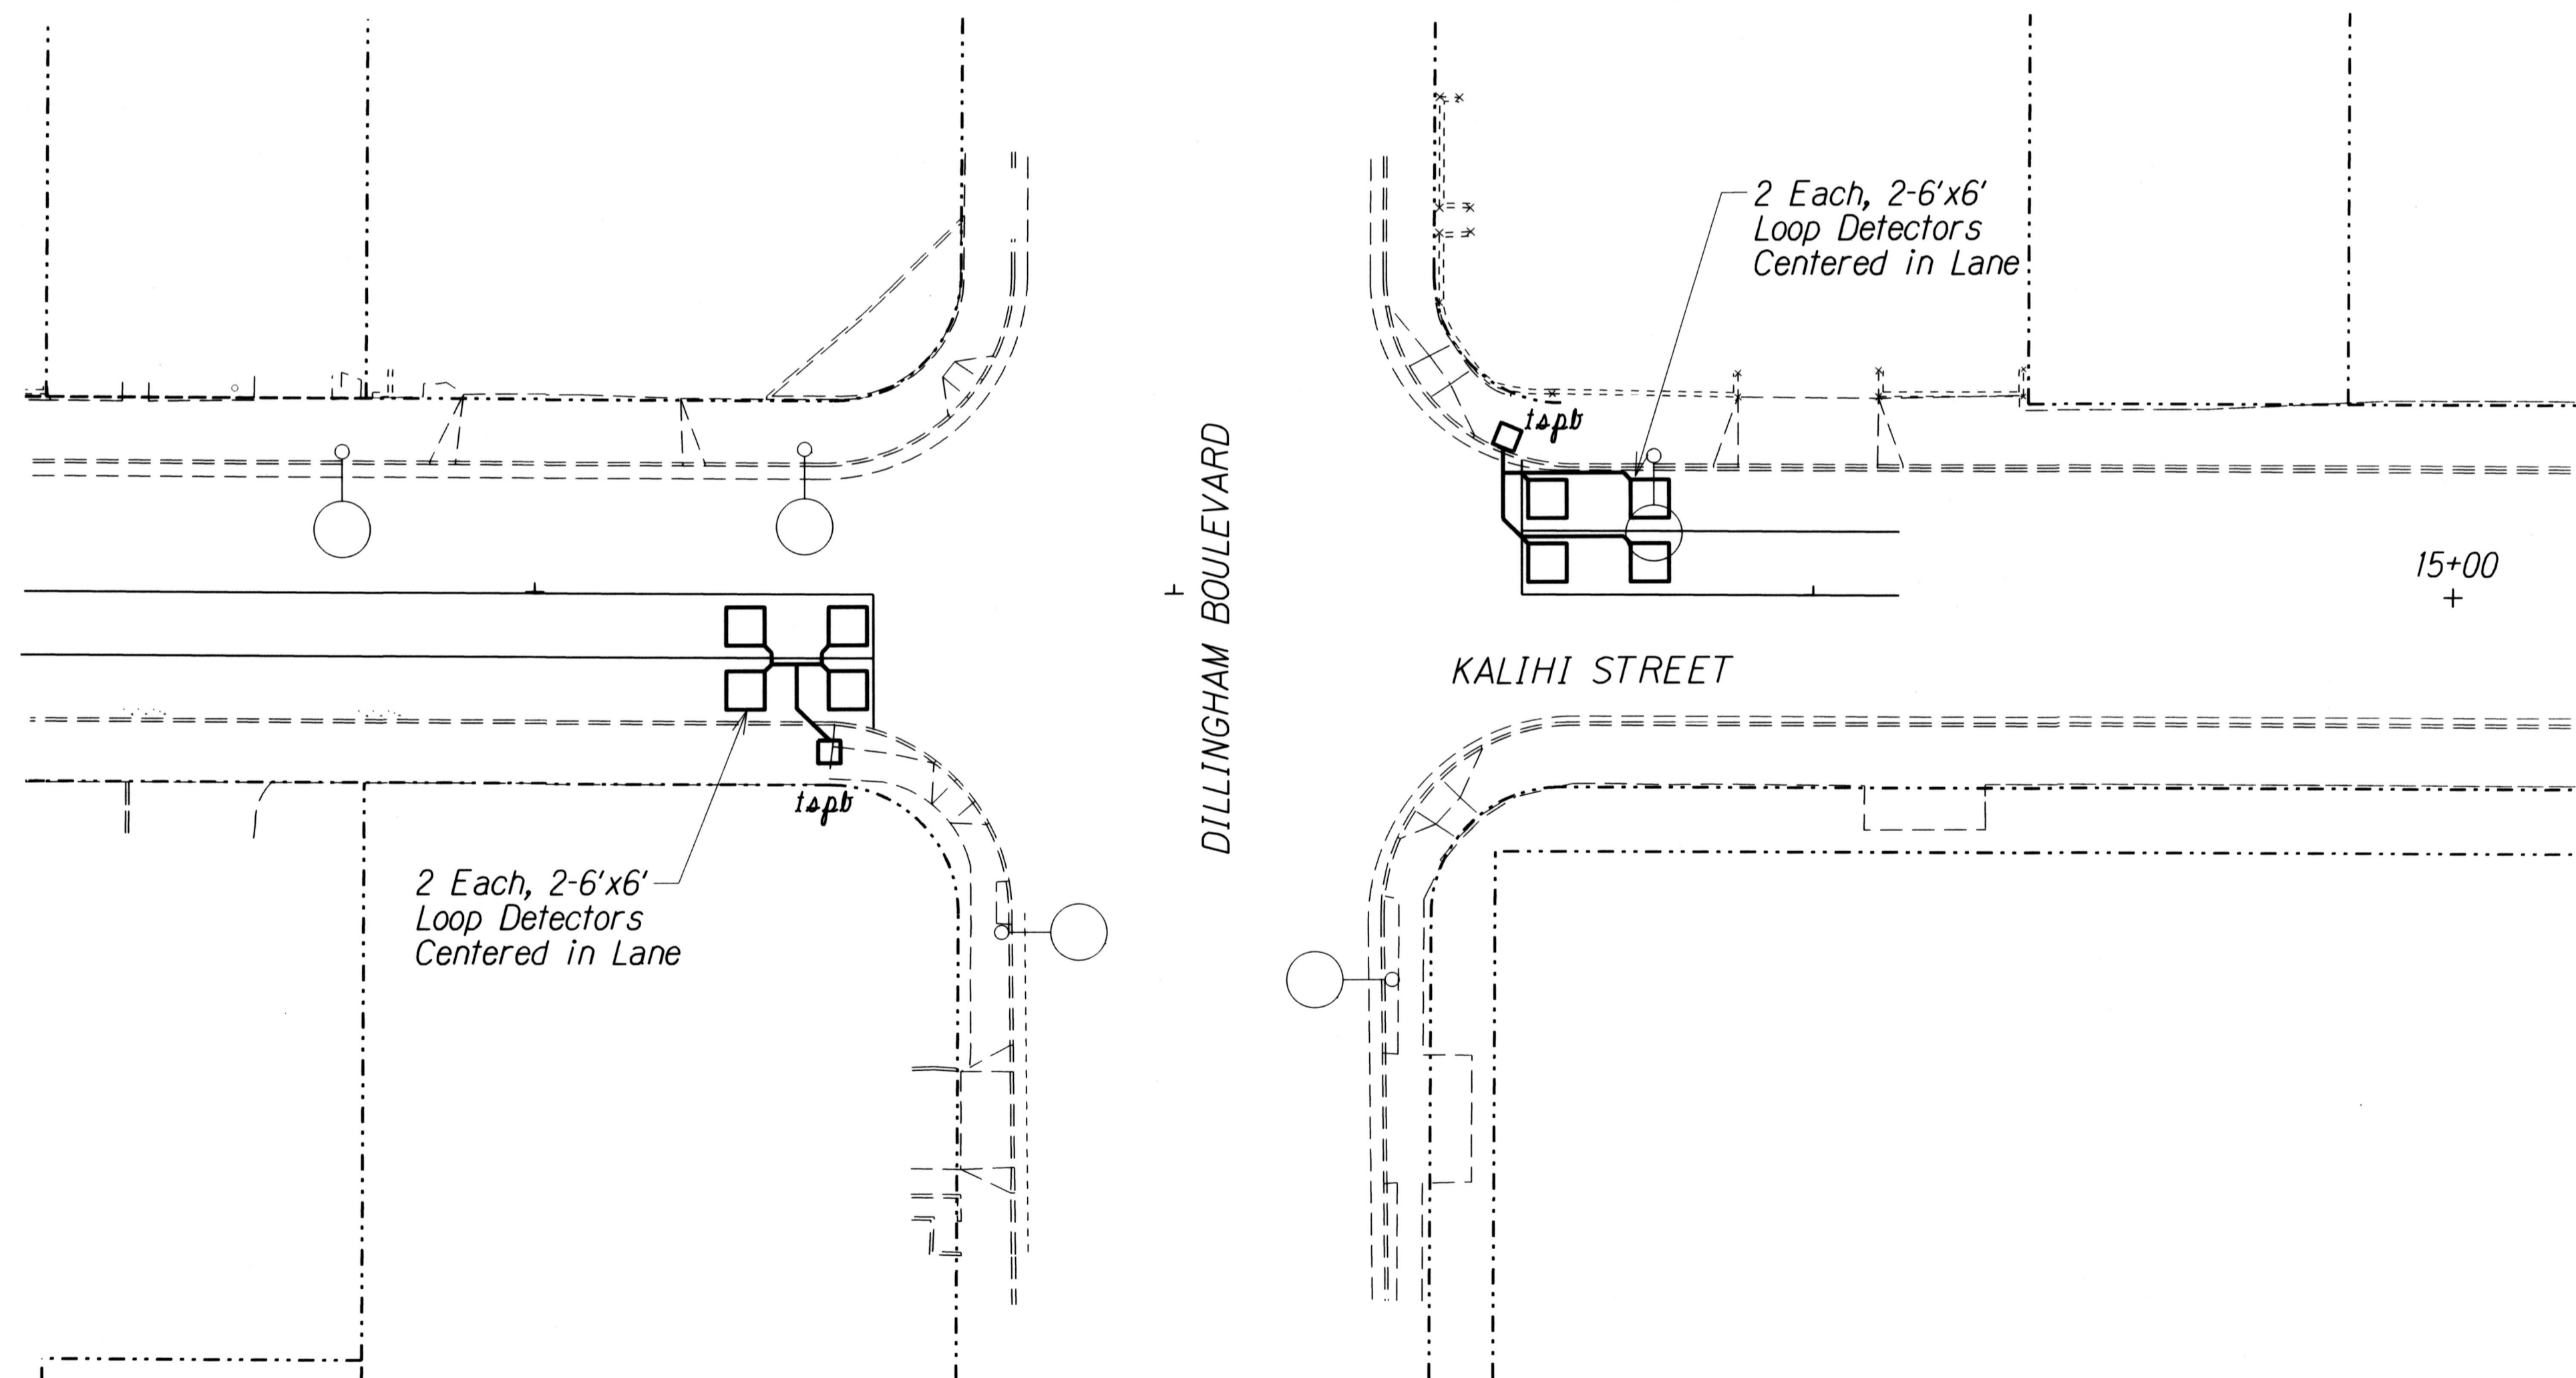 2 Each, 2-6'x6'
Loop Detectors
Centered in Lane
tspb
15+00
DILLINGHAM BOULEVARD
KALIHI STREET
tspb
2 Each, 2-6'x6'
Loop Detectors
Centered in Lane